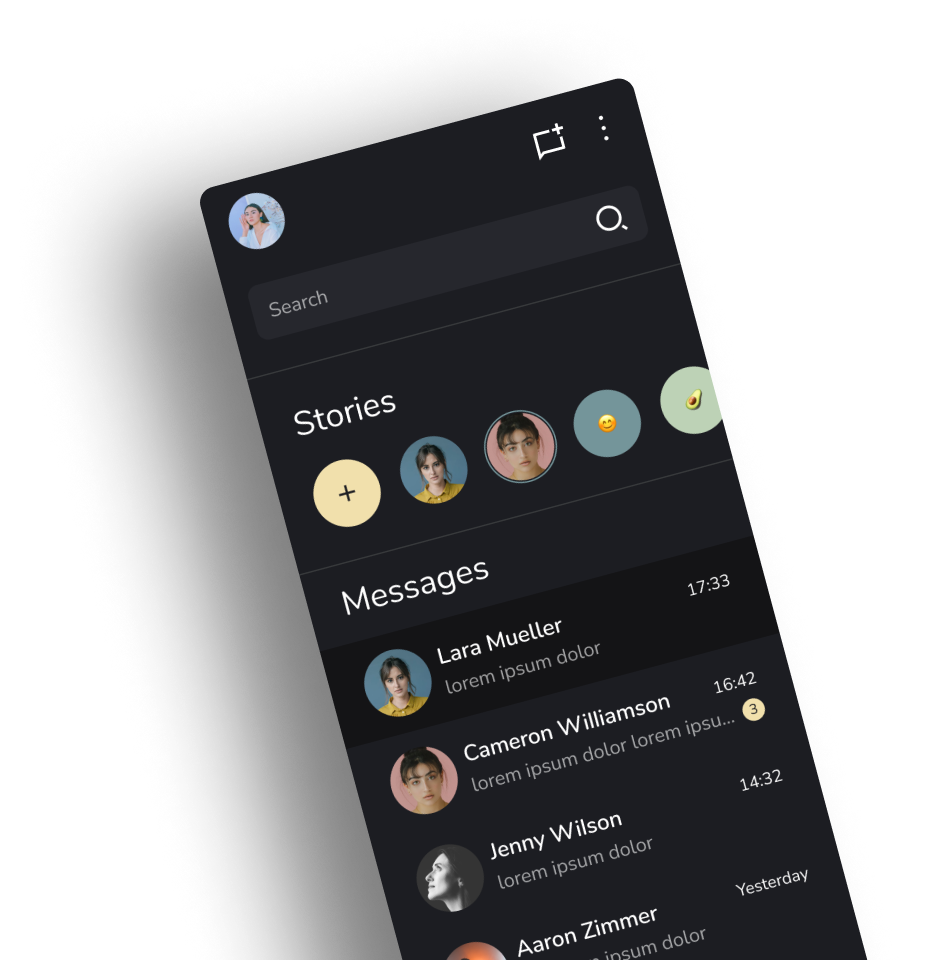 Search
Stories
+
Messages
Lara Mueller
17:33
lorem ipsum dolor
Cameron Williamson
16:42
lorem ipsum dolor lorem ipsu...
3
Jenny Wilson
14:32
lorem ipsum dolor
Aaron Zimmer
Yesterday
ipsum dolor